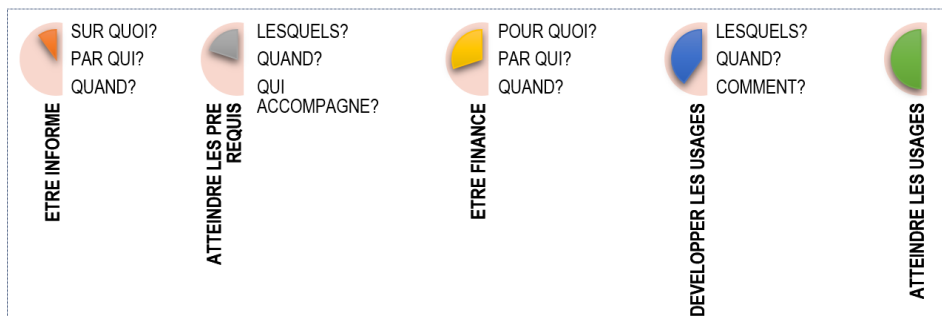 SUR QUOI?
PAR QUI?
QUAND?
ETRE INFORME
LESQUELS?
QUAND?
QUI
ACCOMPAGNE?
ATTEINDRE LES PRE
REQUIS
POUR QUOI?
PAR QUI?
QUAND?
ETRE FINANCE
LESQUELS?
QUAND?
COMMENT?
DEVELOPPER LES USAGES
ATTEINDRE LES USAGES